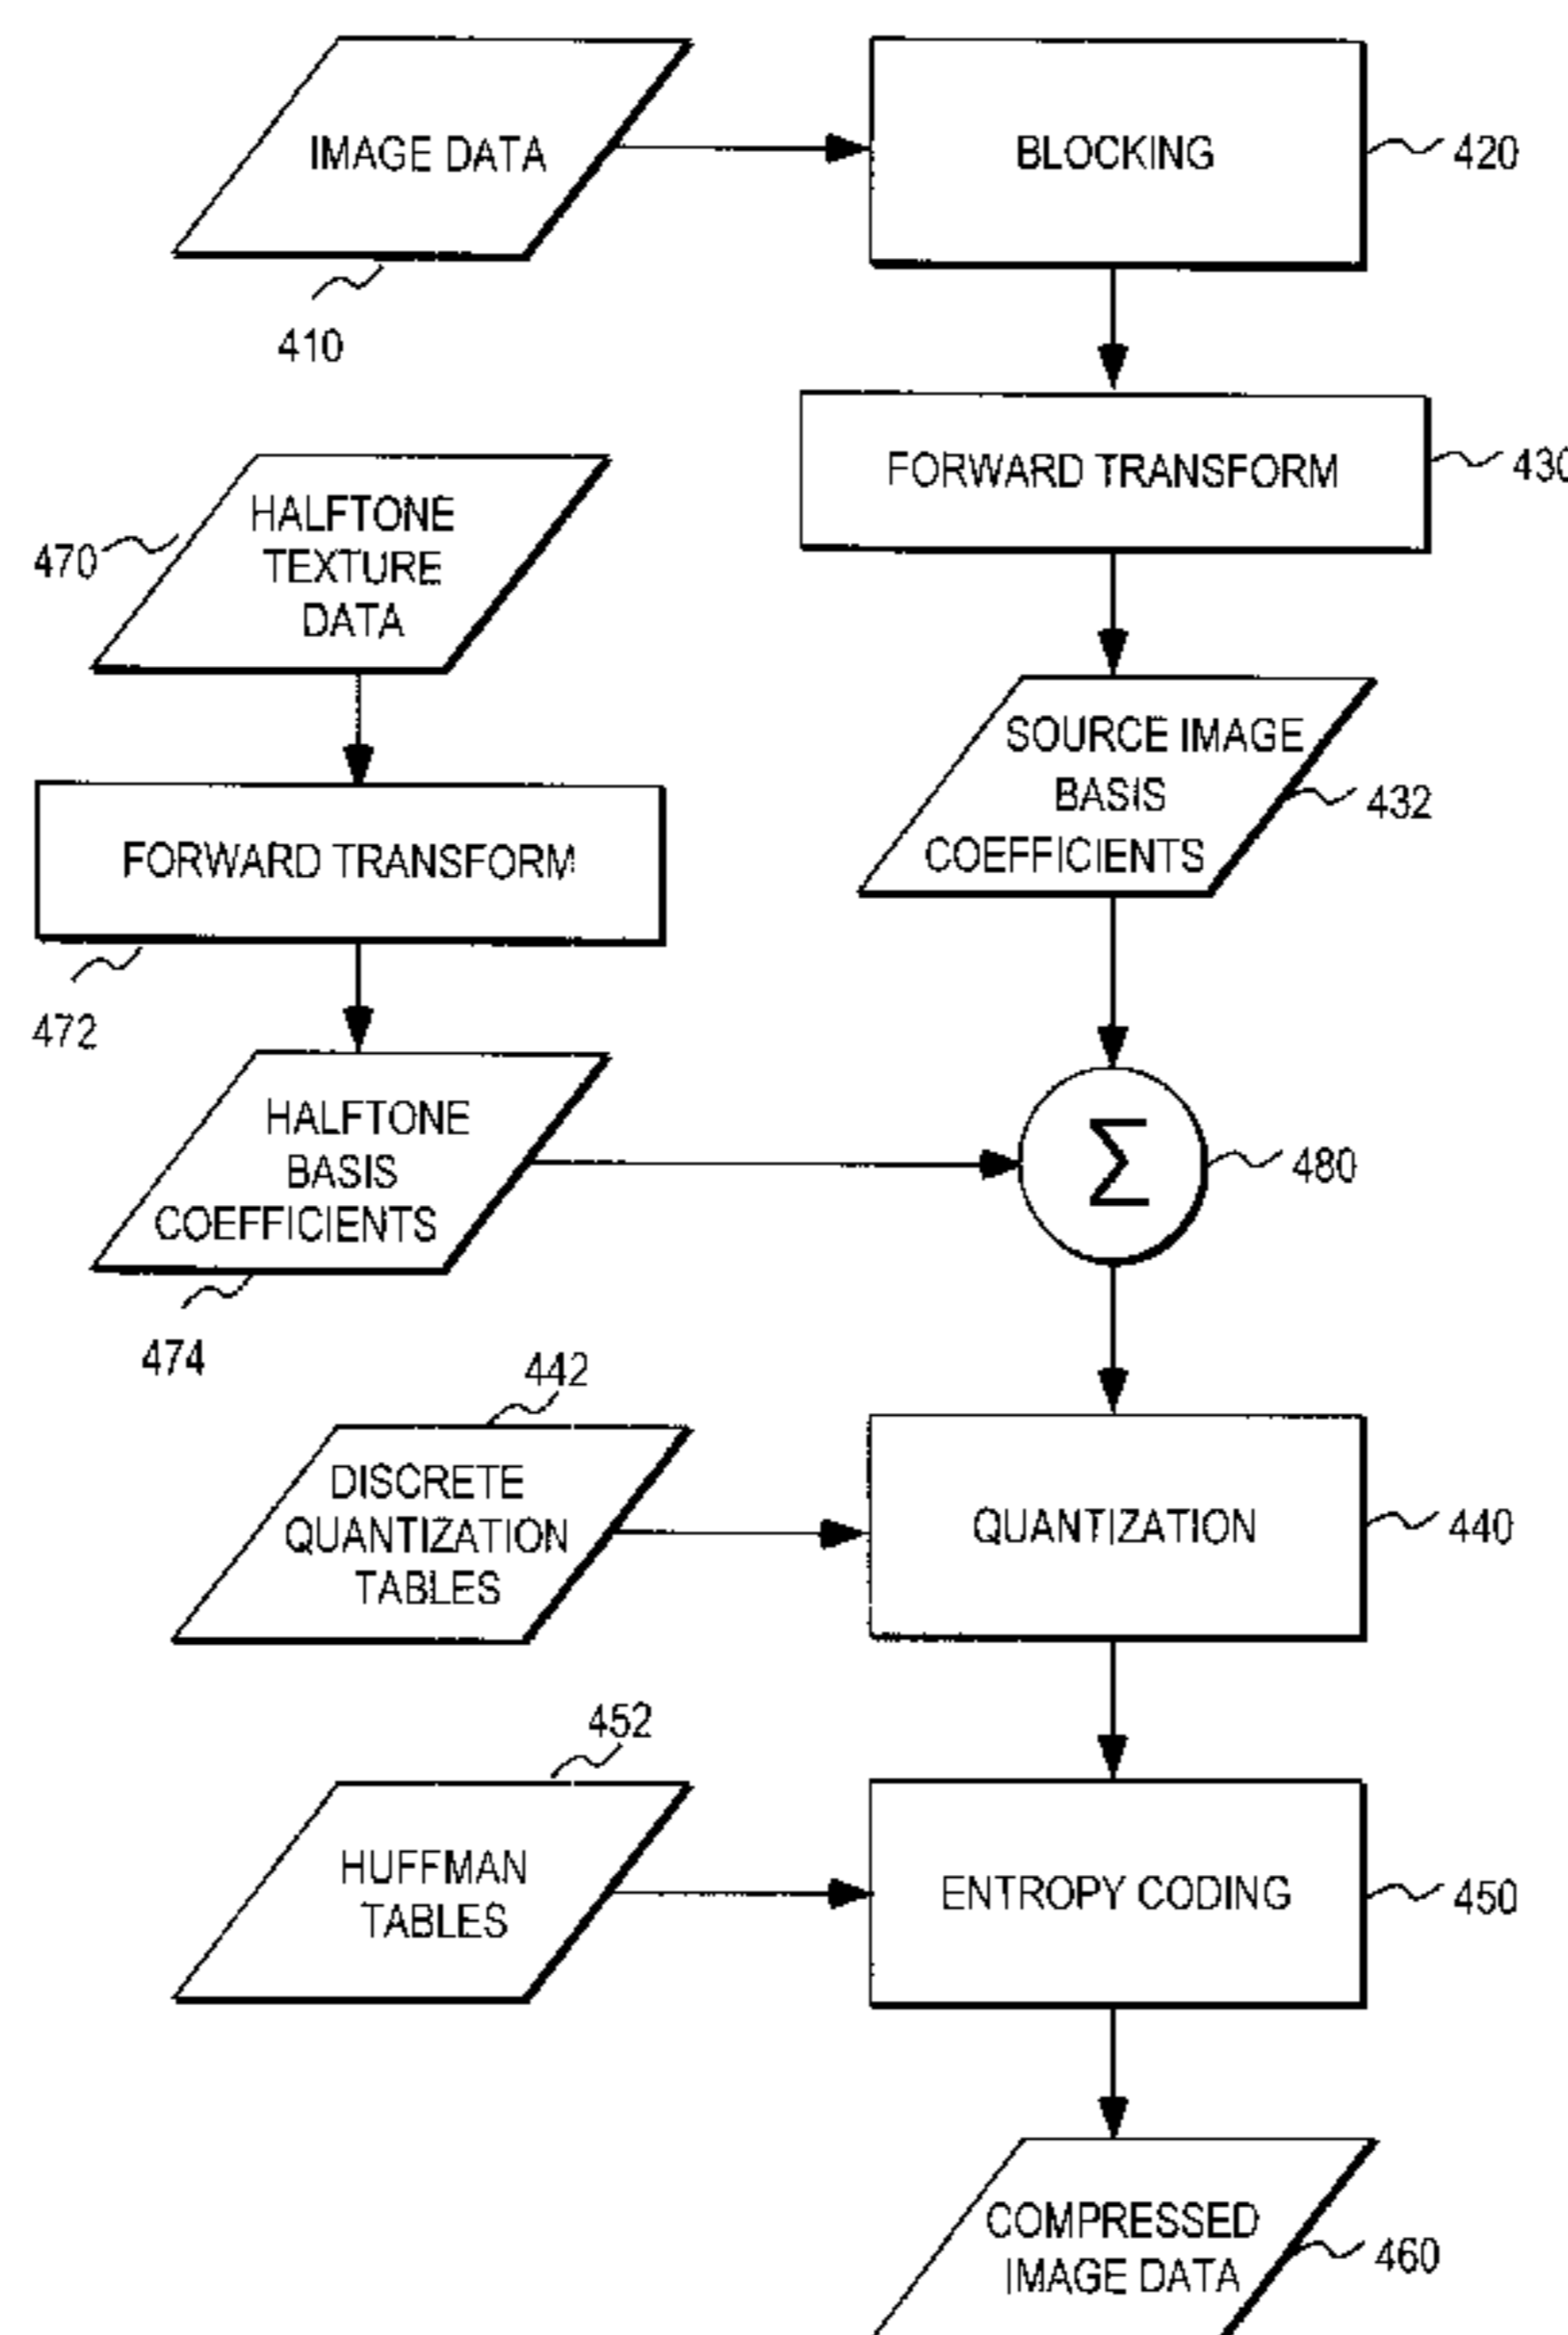 IMAGE DATA
BLOCKING
420
410
FORWARD TRANSFORM
430
HALFTONE
TEXTURE
DATA
470
SOURCE IMAGE
BASIS
COEFFICIENTS
432
FORWARD TRANSFORM
472
HALFTONE
BASIS
COEFFICIENTS
Σ
480
474
442
DISCRETE
QUANTIZATION
TABLES
QUANTIZATION
440
452
HUFFMAN
TABLES
ENTROPY CODING
450
COMPRESSED
IMAGE DATA
460